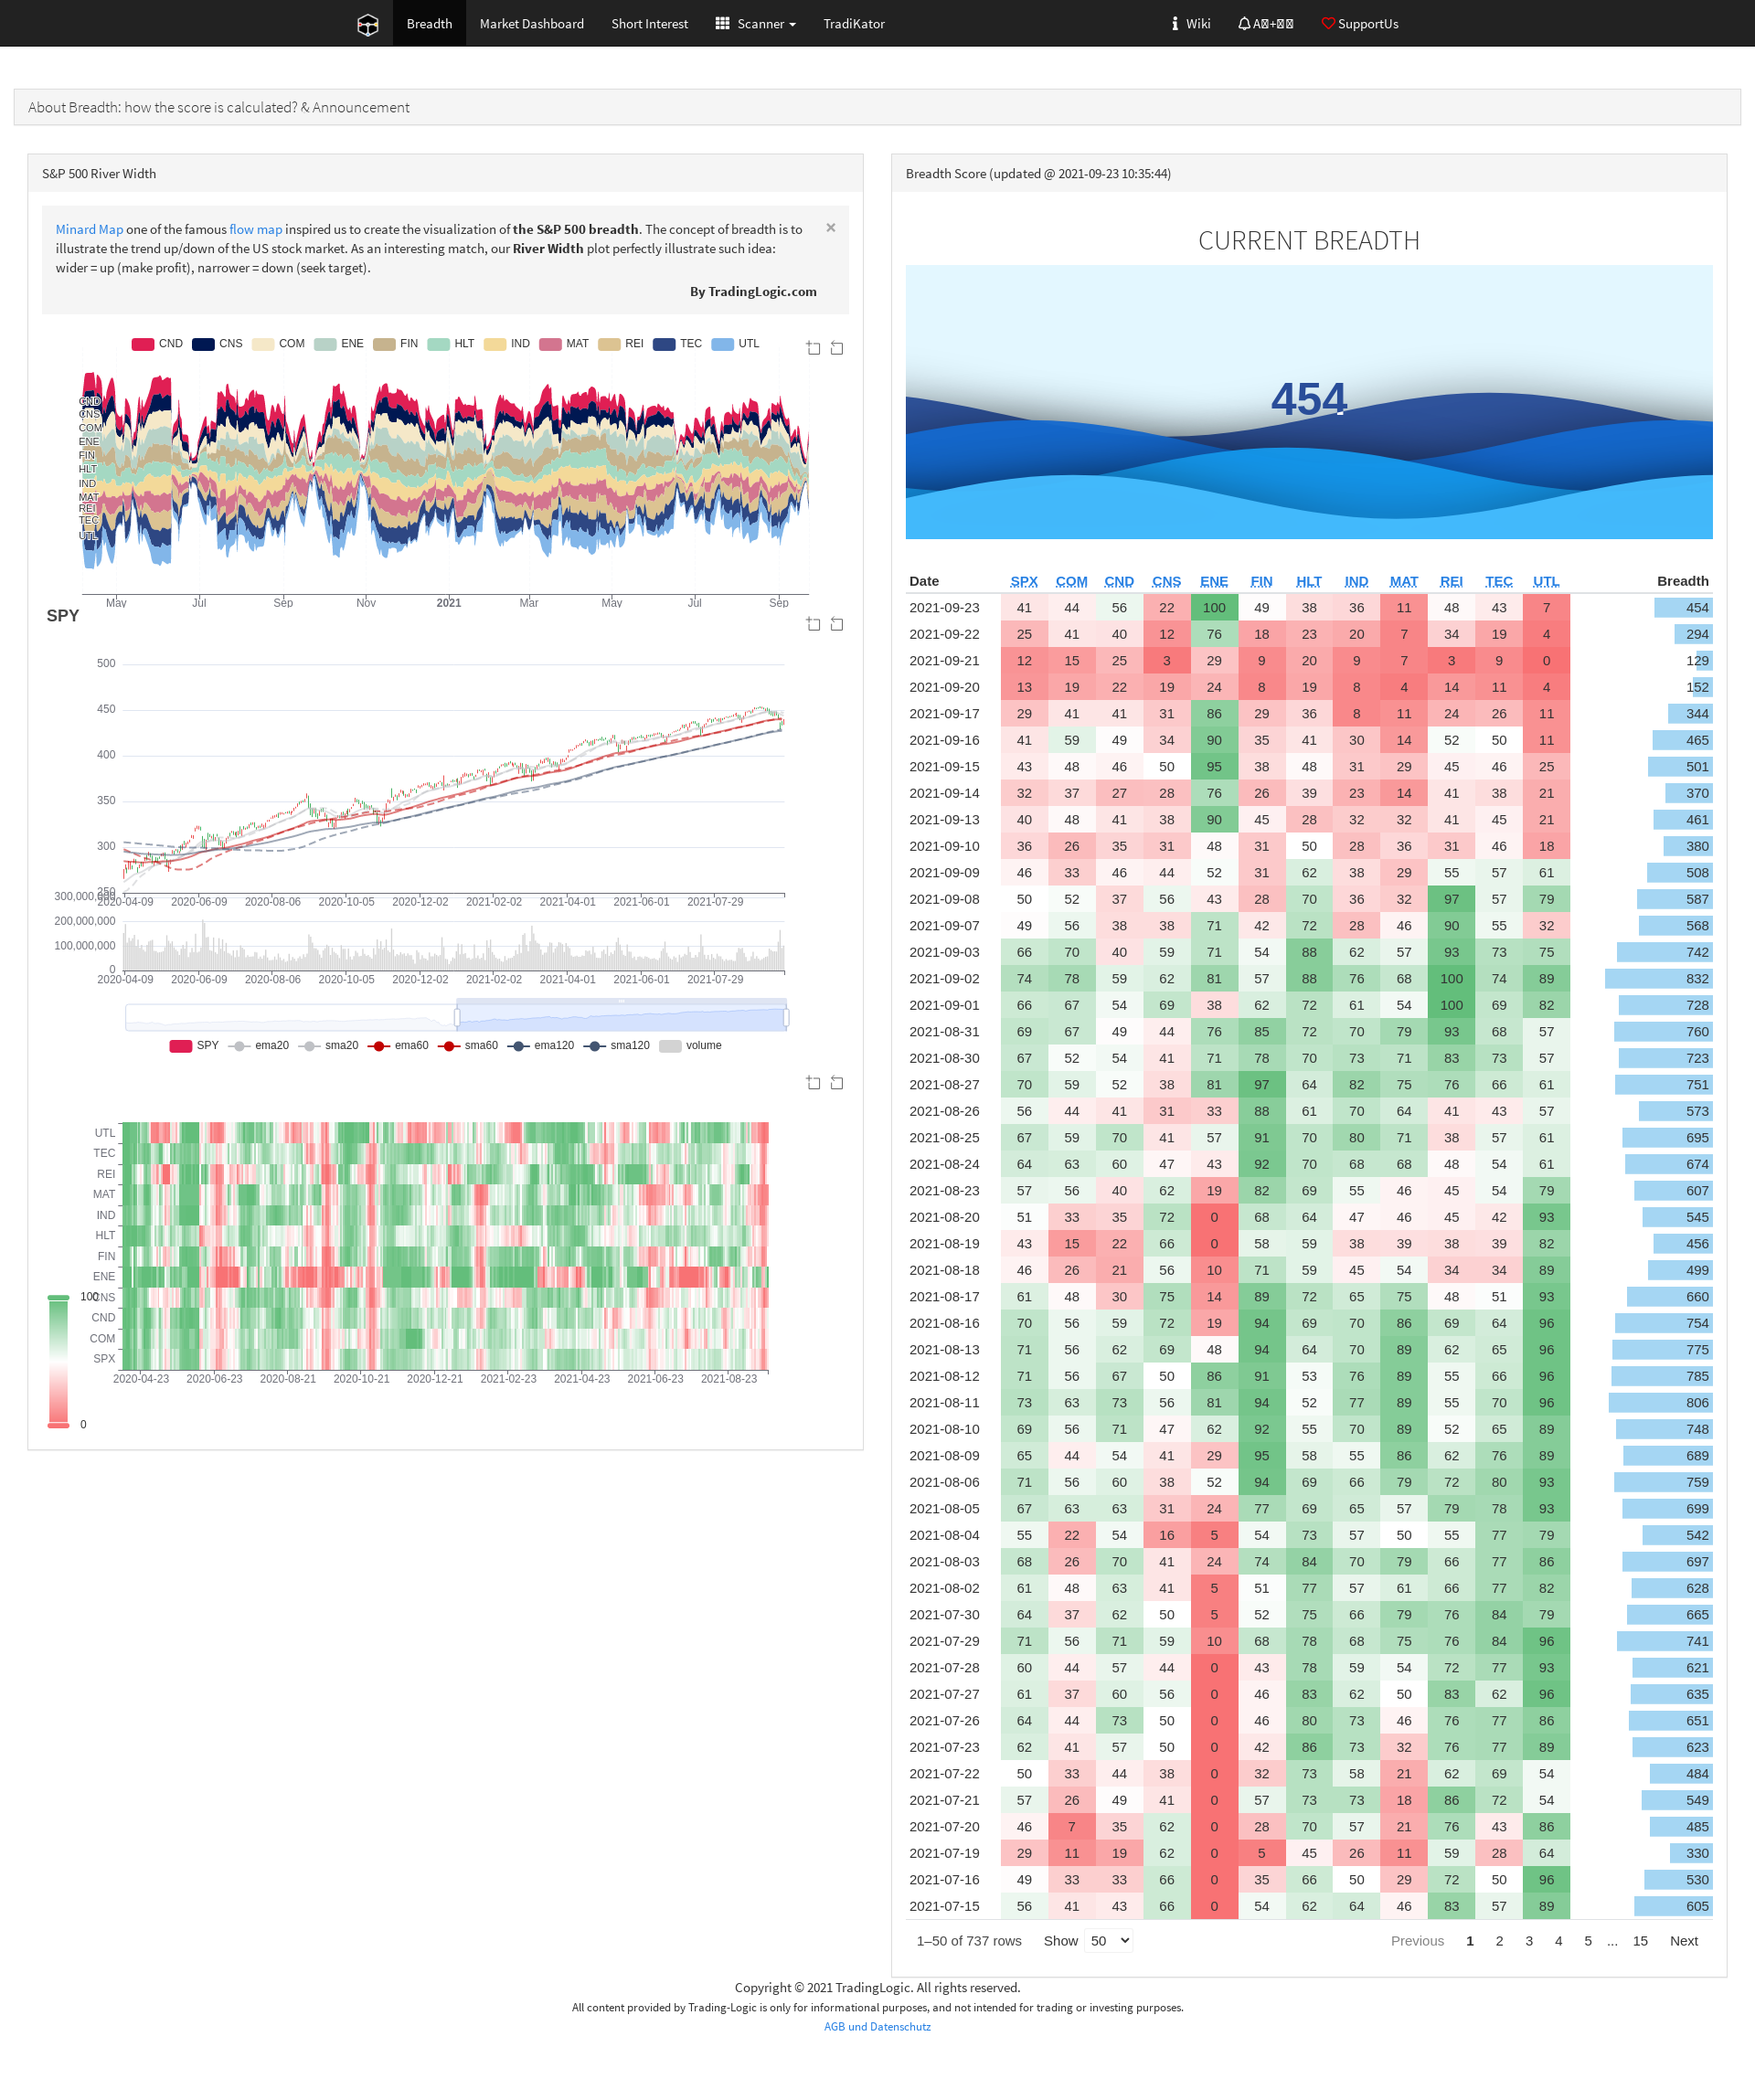 Breadth Market Dashboard Short Interest Scanner TradiKator Wiki SupportUs
About Breadth: how the score is calculated? & Announcement
S&P 500 River Width
Minard Map one of the famous flow map inspired us to create the visualization of the S&P 500 breadth. The concept of breadth is to
illustrate the trend up/down of the US stock market. As an interesting match, our River Width plot perfectly illustrate such idea:
wider = up (make profit), narrower = down (seek target).
×
By TradingLogic.com
CND CNS COM ENE FIN HLT IND MAT REI TEC UTL
CND
CNS
COM
ENE
FIN
HLT
IND
MAT
REI
TEC
UTL
May Jul Sep Nov 2021 Mar May Jul Sep
SPY
500
450
400
350
300
250
2020-04-09 2020-06-09 2020-08-06 2020-10-05 2020-12-02 2021-02-02 2021-04-01 2021-06-01 2021-07-29
300,000,000
200,000,000
100,000,000
0
2020-04-09 2020-06-09 2020-08-06 2020-10-05 2020-12-02 2021-02-02 2021-04-01 2021-06-01 2021-07-29
SPY ema20 sma20 ema60 sma60 ema120 sma120 volume
UTL
TEC
REI
MAT
IND
HLT
FIN
ENE
CNS
CND
COM
SPX
100
0
2020-04-23 2020-06-23 2020-08-21 2020-10-21 2020-12-21 2021-02-23 2021-04-23 2021-06-23 2021-08-23
Breadth Score (updated @ 2021-09-23 10:35:44)
CURRENT BREADTH
454
Date SPX COM CND CNS ENE FIN HLT IND MAT REI TEC UTL Breadth
2021-09-23 41 44 56 22 100 49 38 36 11 48 43 7 454
2021-09-22 25 41 40 12 76 18 23 20 7 34 19 4 294
2021-09-21 12 15 25 3 29 9 20 9 7 3 9 0 129
2021-09-20 13 19 22 19 24 8 19 8 4 14 11 4 152
2021-09-17 29 41 41 31 86 29 36 8 11 24 26 11 344
2021-09-16 41 59 49 34 90 35 41 30 14 52 50 11 465
2021-09-15 43 48 46 50 95 38 48 31 29 45 46 25 501
2021-09-14 32 37 27 28 76 26 39 23 14 41 38 21 370
2021-09-13 40 48 41 38 90 45 28 32 32 41 45 21 461
2021-09-10 36 26 35 31 48 31 50 28 36 31 46 18 380
2021-09-09 46 33 46 44 52 31 62 38 29 55 57 61 508
2021-09-08 50 52 37 56 43 28 70 36 32 97 57 79 587
2021-09-07 49 56 38 38 71 42 72 28 46 90 55 32 568
2021-09-03 66 70 40 59 71 54 88 62 57 93 73 75 742
2021-09-02 74 78 59 62 81 57 88 76 68 100 74 89 832
2021-09-01 66 67 54 69 38 62 72 61 54 100 69 82 728
2021-08-31 69 67 49 44 76 85 72 70 79 93 68 57 760
2021-08-30 67 52 54 41 71 78 70 73 71 83 73 57 723
2021-08-27 70 59 52 38 81 97 64 82 75 76 66 61 751
2021-08-26 56 44 41 31 33 88 61 70 64 41 43 57 573
2021-08-25 67 59 70 41 57 91 70 80 71 38 57 61 695
2021-08-24 64 63 60 47 43 92 70 68 68 48 54 61 674
2021-08-23 57 56 40 62 19 82 69 55 46 45 54 79 607
2021-08-20 51 33 35 72 0 68 64 47 46 45 42 93 545
2021-08-19 43 15 22 66 0 58 59 38 39 38 39 82 456
2021-08-18 46 26 21 56 10 71 59 45 54 34 34 89 499
2021-08-17 61 48 30 75 14 89 72 65 75 48 51 93 660
2021-08-16 70 56 59 72 19 94 69 70 86 69 64 96 754
2021-08-13 71 56 62 69 48 94 64 70 89 62 65 96 775
2021-08-12 71 56 67 50 86 91 53 76 89 55 66 96 785
2021-08-11 73 63 73 56 81 94 52 77 89 55 70 96 806
2021-08-10 69 56 71 47 62 92 55 70 89 52 65 89 748
2021-08-09 65 44 54 41 29 95 58 55 86 62 76 89 689
2021-08-06 71 56 60 38 52 94 69 66 79 72 80 93 759
2021-08-05 67 63 63 31 24 77 69 65 57 79 78 93 699
2021-08-04 55 22 54 16 5 54 73 57 50 55 77 79 542
2021-08-03 68 26 70 41 24 74 84 70 79 66 77 86 697
2021-08-02 61 48 63 41 5 51 77 57 61 66 77 82 628
2021-07-30 64 37 62 50 5 52 75 66 79 76 84 79 665
2021-07-29 71 56 71 59 10 68 78 68 75 76 84 96 741
2021-07-28 60 44 57 44 0 43 78 59 54 72 77 93 621
2021-07-27 61 37 60 56 0 46 83 62 50 83 62 96 635
2021-07-26 64 44 73 50 0 46 80 73 46 76 77 86 651
2021-07-23 62 41 57 50 0 42 86 73 32 76 77 89 623
2021-07-22 50 33 44 38 0 32 73 58 21 62 69 54 484
2021-07-21 57 26 49 41 0 57 73 73 18 86 72 54 549
2021-07-20 46 7 35 62 0 28 70 57 21 76 43 86 485
2021-07-19 29 11 19 62 0 5 45 26 11 59 28 64 330
2021-07-16 49 33 33 66 0 35 66 50 29 72 50 96 530
2021-07-15 56 41 43 66 0 54 62 64 46 83 57 89 605
1–50 of 737 rows Show 50 Previous 1 2 3 4 5 ... 15 Next
Copyright © 2021 TradingLogic. All rights reserved.
All content provided by Trading-Logic is only for informational purposes, and not intended for trading or investing purposes.
AGB und Datenschutz